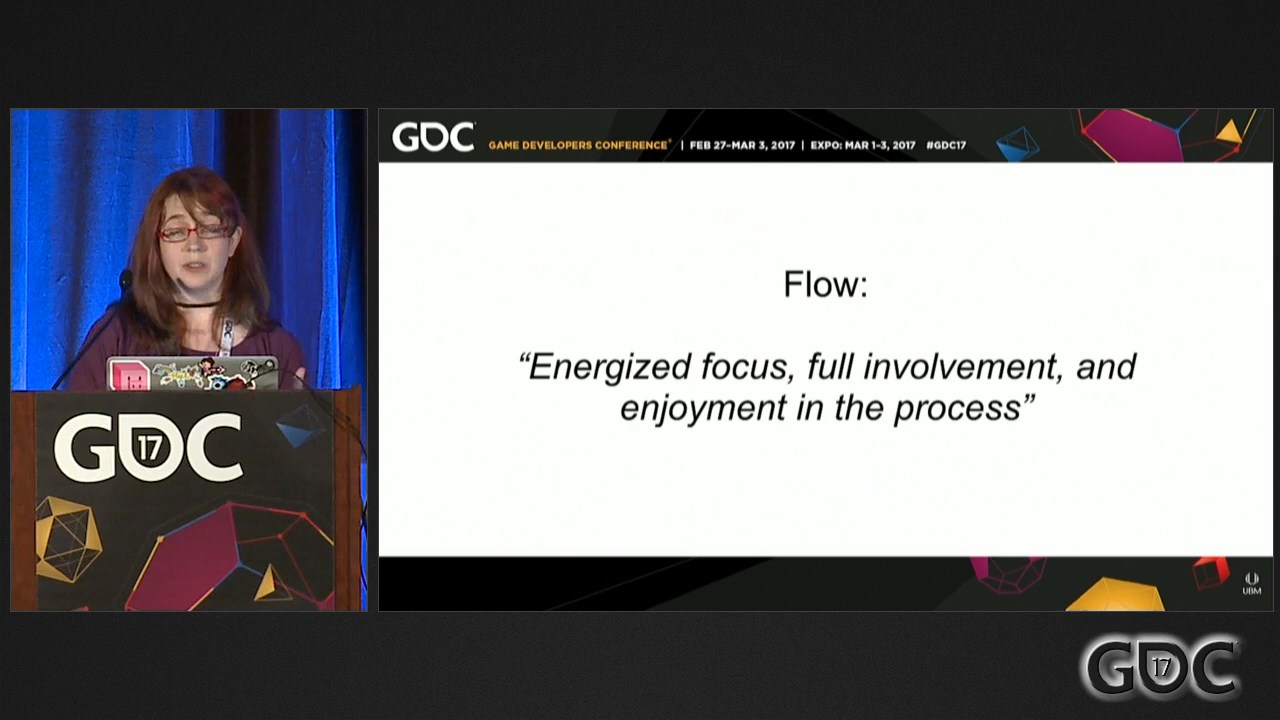 GDC
GAME DEVELOPERS CONFERENCE® | FEB 27–MAR 3, 2017 | EXPO: MAR 1–3, 2017 #GDC17
Flow:
“Energized focus, full involvement, and
enjoyment in the process”
GDC
GDC
17
UBM
GDC
17